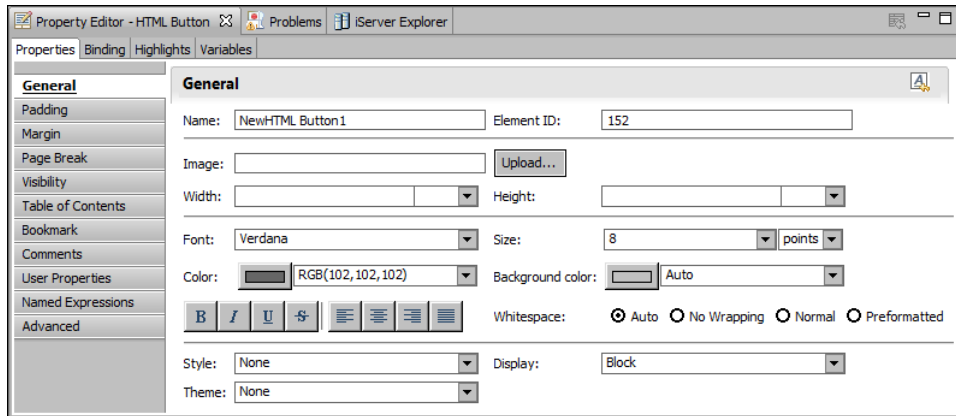 Property Editor - HTML Button Problems iServer Explorer
Properties Binding Highlights Variables
General
Padding
Margin
Page Break
Visibility
Table of Contents
Bookmark
Comments
User Properties
Named Expressions
Advanced
General
Name: NewHTML Button1 Element ID: 152
Image: Upload...
Width: Height:
Font: Verdana Size: 8 points
Color: RGB(102,102,102) Background color: Auto
B I U S Whitespace: Auto No Wrapping Normal Preformatted
Style: None Display: Block
Theme: None